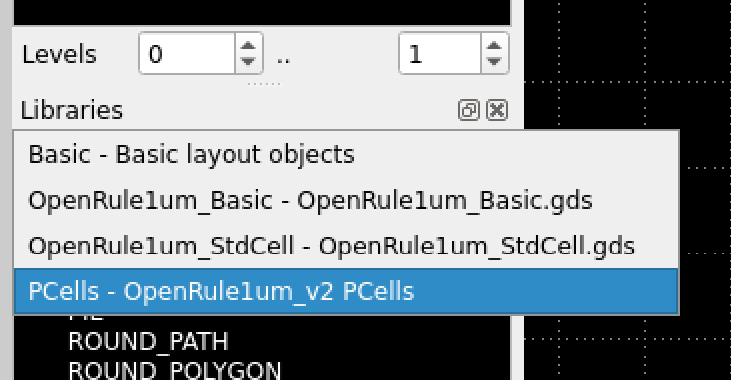 Levels 0 .. 1
Libraries
Basic - Basic layout objects
OpenRule1um_Basic - OpenRule1um_Basic.gds
OpenRule1um_StdCell - OpenRule1um_StdCell.gds
PCells - OpenRule1um_v2 PCells
ROUND_PATH
ROUND_POLYGON